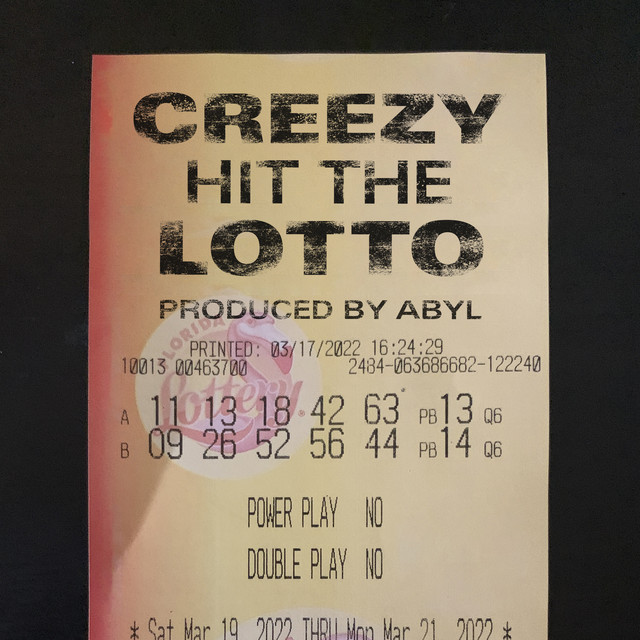 CREEZY
HIT THE
LOTTO
PRODUCED BY ABYL
FLORIDA
Lottery
PRINTED: 03/17/2022 16:24:29
10013 00463700 2484-063686682-122240
A 11 13 18 42 63 PB 13 Q6
B 09 26 52 56 44 PB 14 Q6
POWER PLAY NO
DOUBLE PLAY NO
* Sat Mar 19, 2022 THRU Mon Mar 21, 2022 *